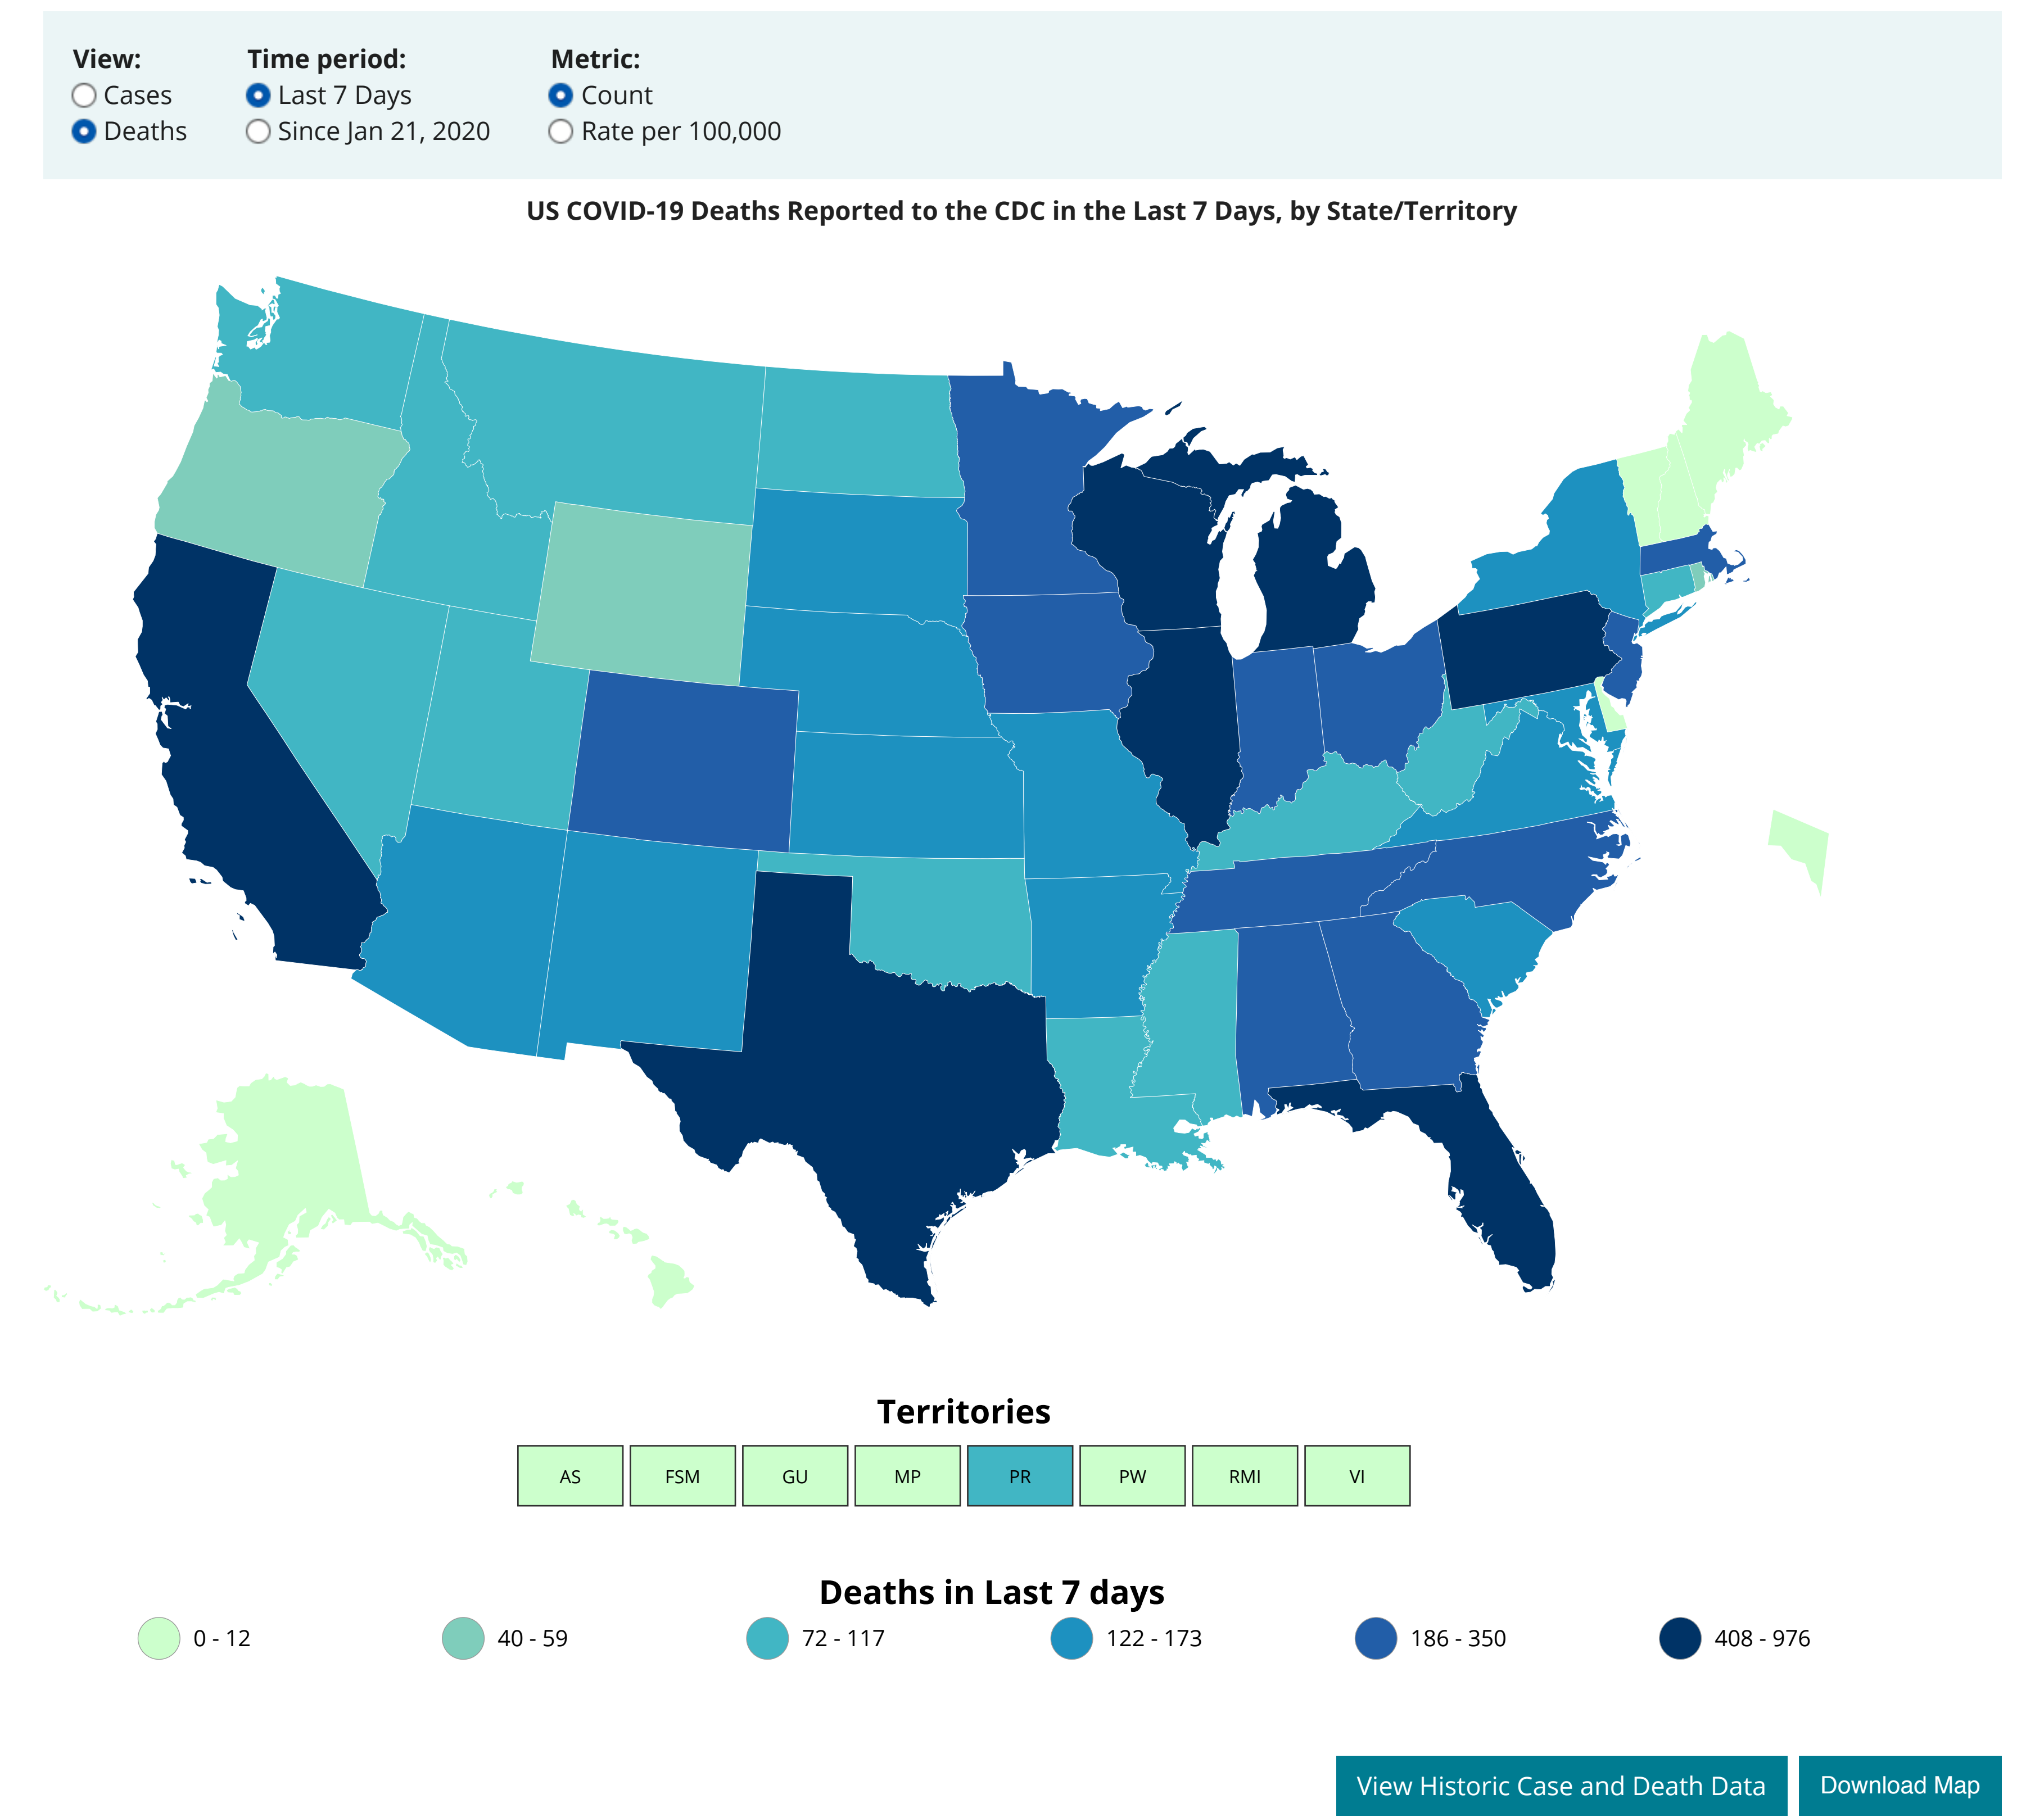 View: Time period: Metric:
Cases Last 7 Days Count
Deaths Since Jan 21, 2020 Rate per 100,000
US COVID-19 Deaths Reported to the CDC in the Last 7 Days, by State/Territory
Territories
AS FSM GU MP PR PW RMI VI
Deaths in Last 7 days
0 - 12 40 - 59 72 - 117 122 - 173 186 - 350 408 - 976
View Historic Case and Death Data Download Map